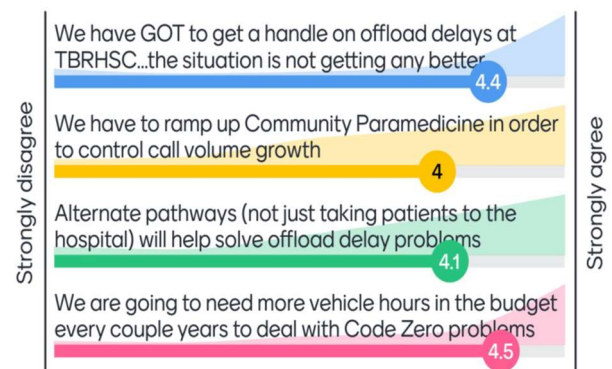 We have GOT to get a handle on offload delays at
TBRHSC...the situation is not getting any better
4.4
We have to ramp up Community Paramedicine in order
to control call volume growth
4
Alternate pathways (not just taking patients to the
hospital) will help solve offload delay problems
4.1
We are going to need more vehicle hours in the budget
every couple years to deal with Code Zero problems
4.5
Strongly disagree
Strongly agree